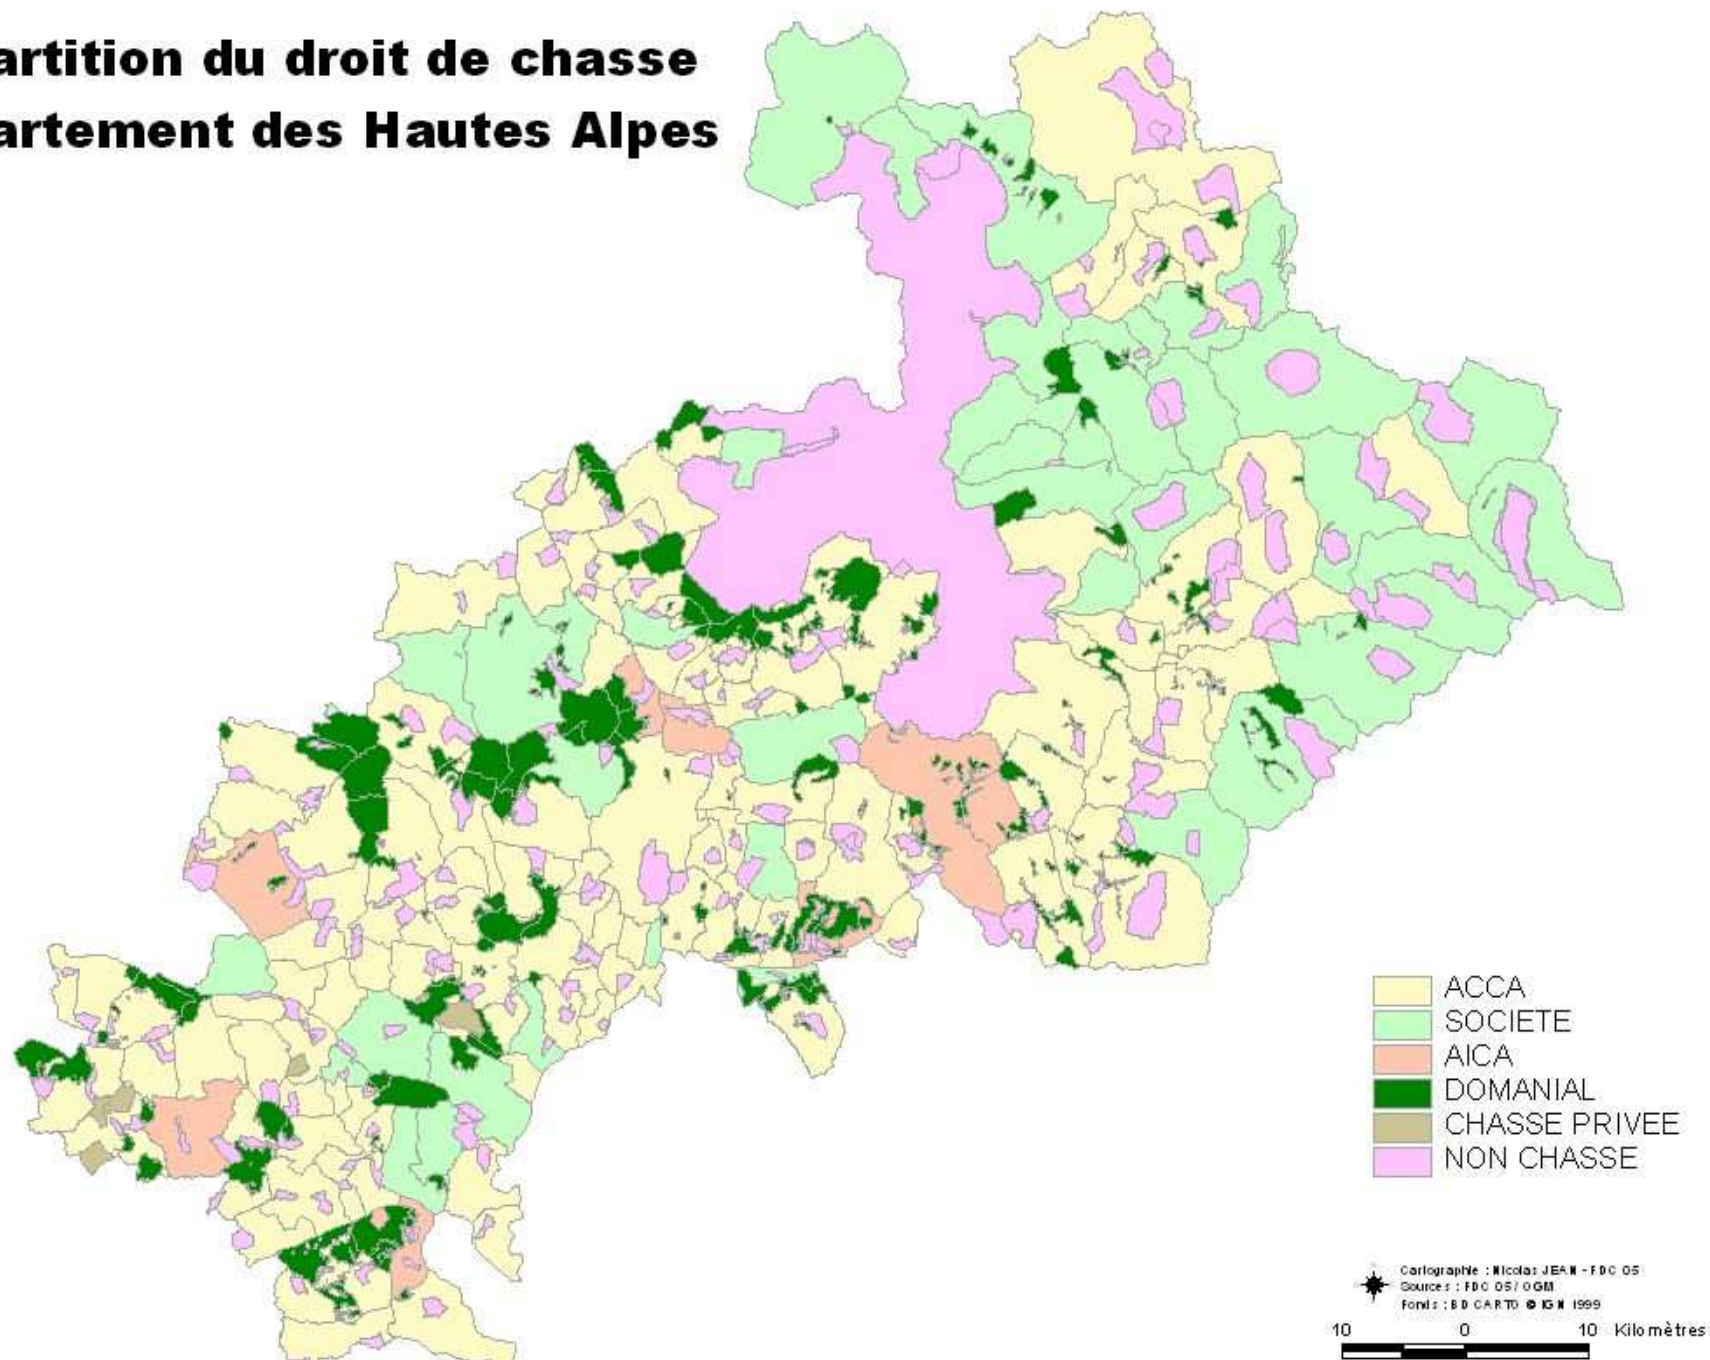 artition du droit de chasse
artement des Hautes Alpes
ACCA
SOCIETE
AICA
DOMANIAL
CHASSE PRIVEE
NON CHASSE
Cartographie : Nicolas JEAN - FDC 05
Sources : FDC 05 / OGM
Fonds : BD CARTO © IGN 1999
10 0 10 Kilomètres